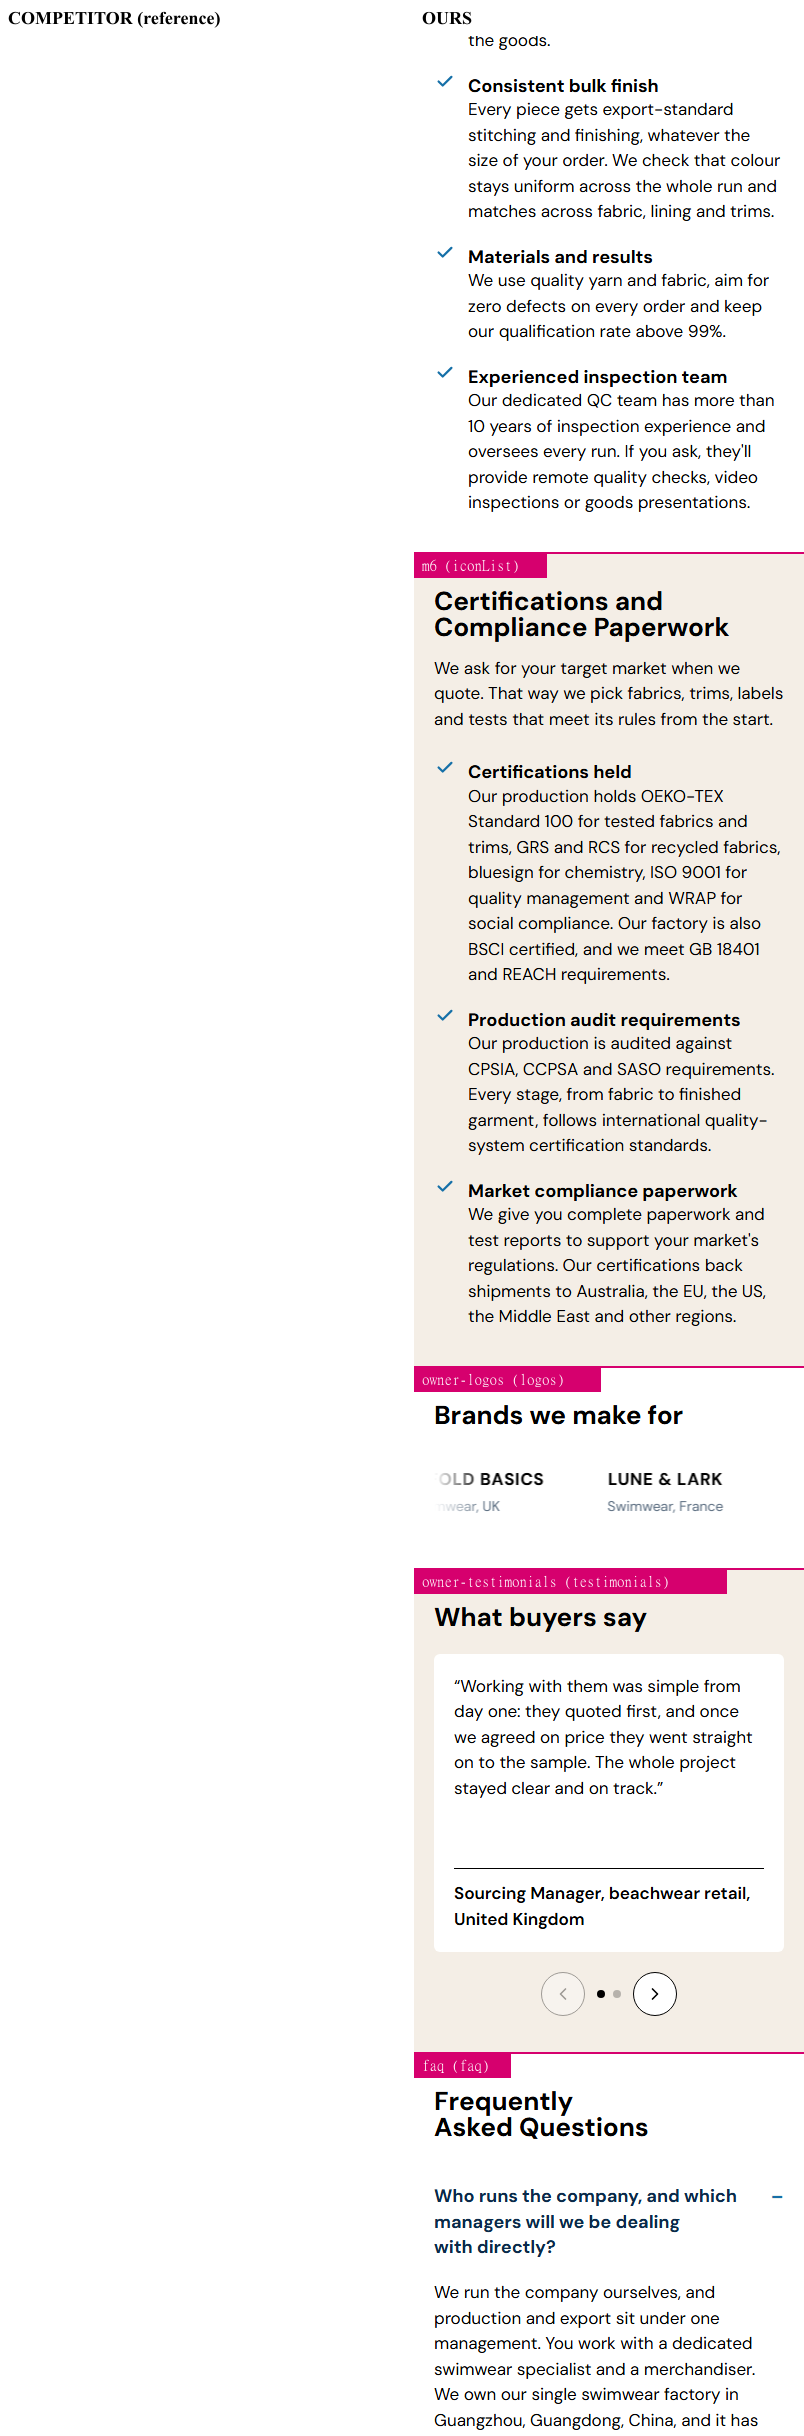 COMPETITOR (reference)
OURS
the goods.
Consistent bulk finish
Every piece gets export-standard
stitching and finishing, whatever the
size of your order. We check that colour
stays uniform across the whole run and
matches across fabric, lining and trims.
Materials and results
We use quality yarn and fabric, aim for
zero defects on every order and keep
our qualification rate above 99%.
Experienced inspection team
Our dedicated QC team has more than
10 years of inspection experience and
oversees every run. If you ask, they'll
provide remote quality checks, video
inspections or goods presentations.
m6 (iconList)
Certifications and
Compliance Paperwork
We ask for your target market when we
quote. That way we pick fabrics, trims, labels
and tests that meet its rules from the start.
Certifications held
Our production holds OEKO-TEX
Standard 100 for tested fabrics and
trims, GRS and RCS for recycled fabrics,
bluesign for chemistry, ISO 9001 for
quality management and WRAP for
social compliance. Our factory is also
BSCI certified, and we meet GB 18401
and REACH requirements.
Production audit requirements
Our production is audited against
CPSIA, CCPSA and SASO requirements.
Every stage, from fabric to finished
garment, follows international quality-
system certification standards.
Market compliance paperwork
We give you complete paperwork and
test reports to support your market's
regulations. Our certifications back
shipments to Australia, the EU, the US,
the Middle East and other regions.
owner-logos (logos)
Brands we make for
OLD BASICS
LUNE & LARK
wear, UK
Swimwear, France
owner-testimonials (testimonials)
What buyers say
“Working with them was simple from
day one: they quoted first, and once
we agreed on price they went straight
on to the sample. The whole project
stayed clear and on track.”
Sourcing Manager, beachwear retail,
United Kingdom
faq (faq)
Frequently
Asked Questions
Who runs the company, and which
managers will we be dealing
with directly?
We run the company ourselves, and
production and export sit under one
management. You work with a dedicated
swimwear specialist and a merchandiser.
We own our single swimwear factory in
Guangzhou, Guangdong, China, and it has